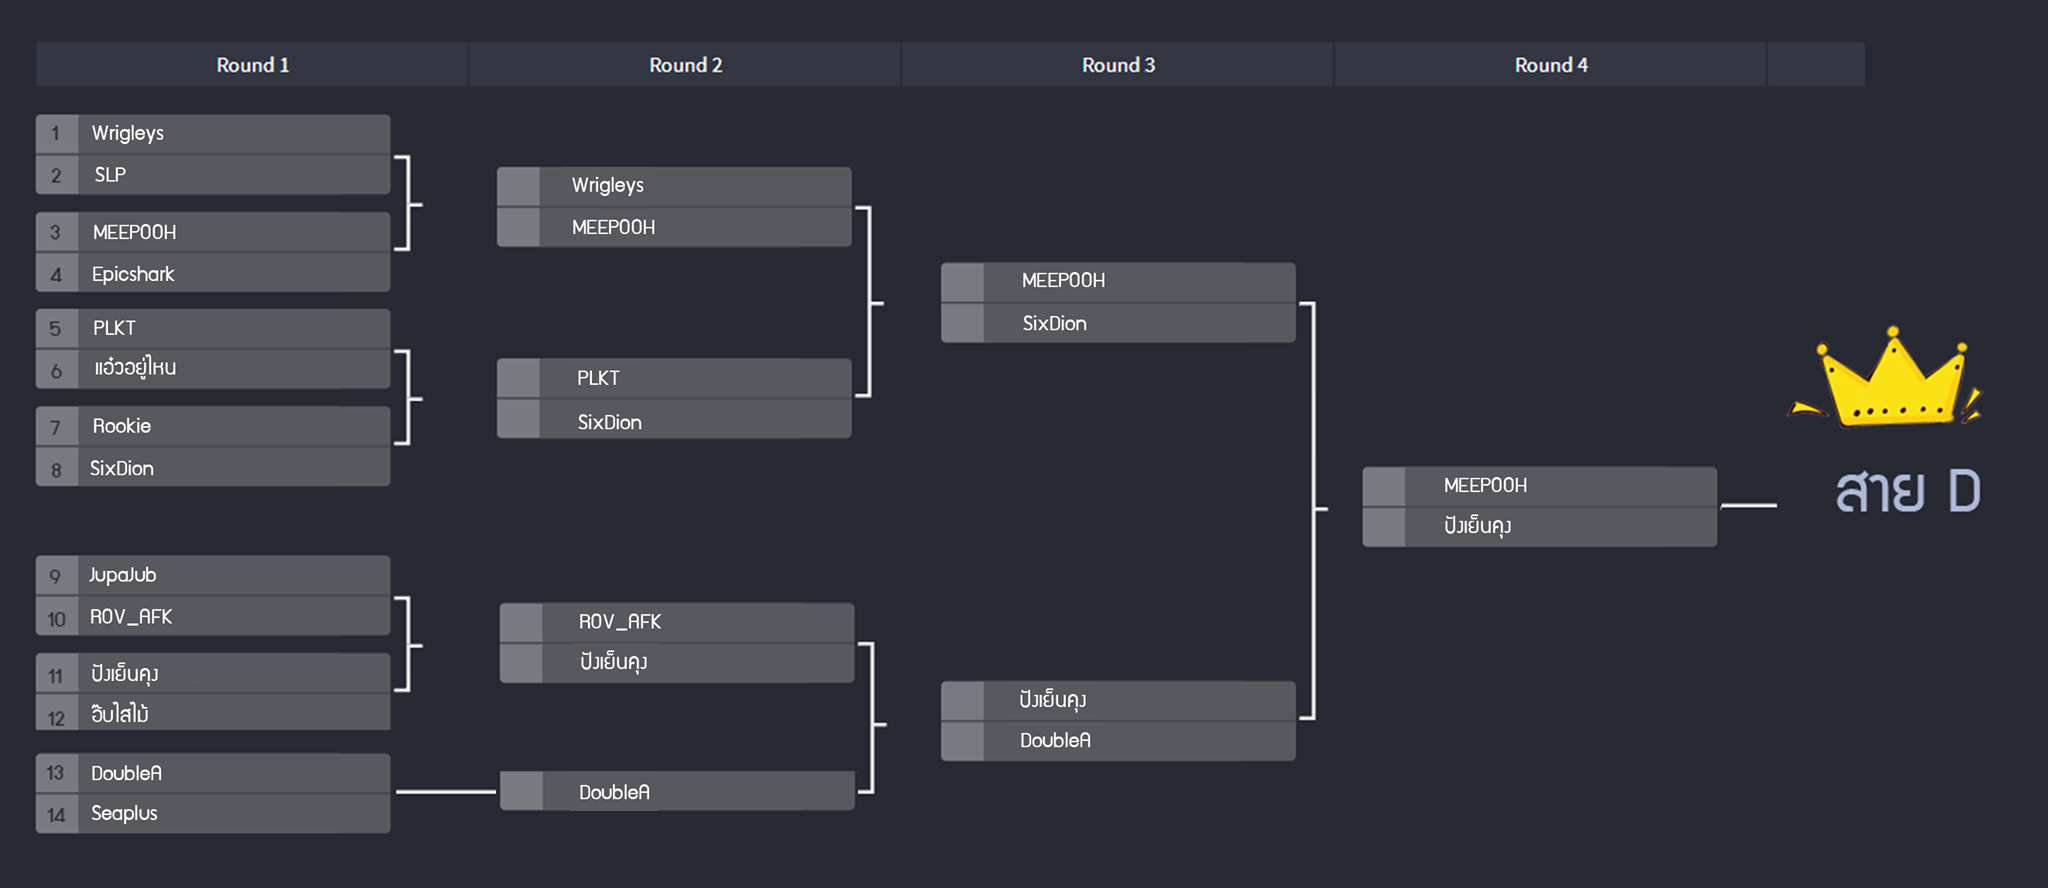 Round 1
Round 2
Round 3
Round 4
1 Wrigleys
2 SLP
3 MEEPOOH
4 Epicshark
5 PLKT
6 แอ๋วอยู่ไหน
7 Rookie
8 SixDion
9 JupaJub
10 ROV_AFK
11 ปังเย็นคุง
12 อ๊บไส้ไม้
13 DoubleA
14 Seaplus
Wrigleys
MEEPOOH
PLKT
SixDion
ROV_AFK
ปังเย็นคุง
DoubleA
MEEPOOH
SixDion
ปังเย็นคุง
DoubleA
MEEPOOH
ปังเย็นคุง
สาย D